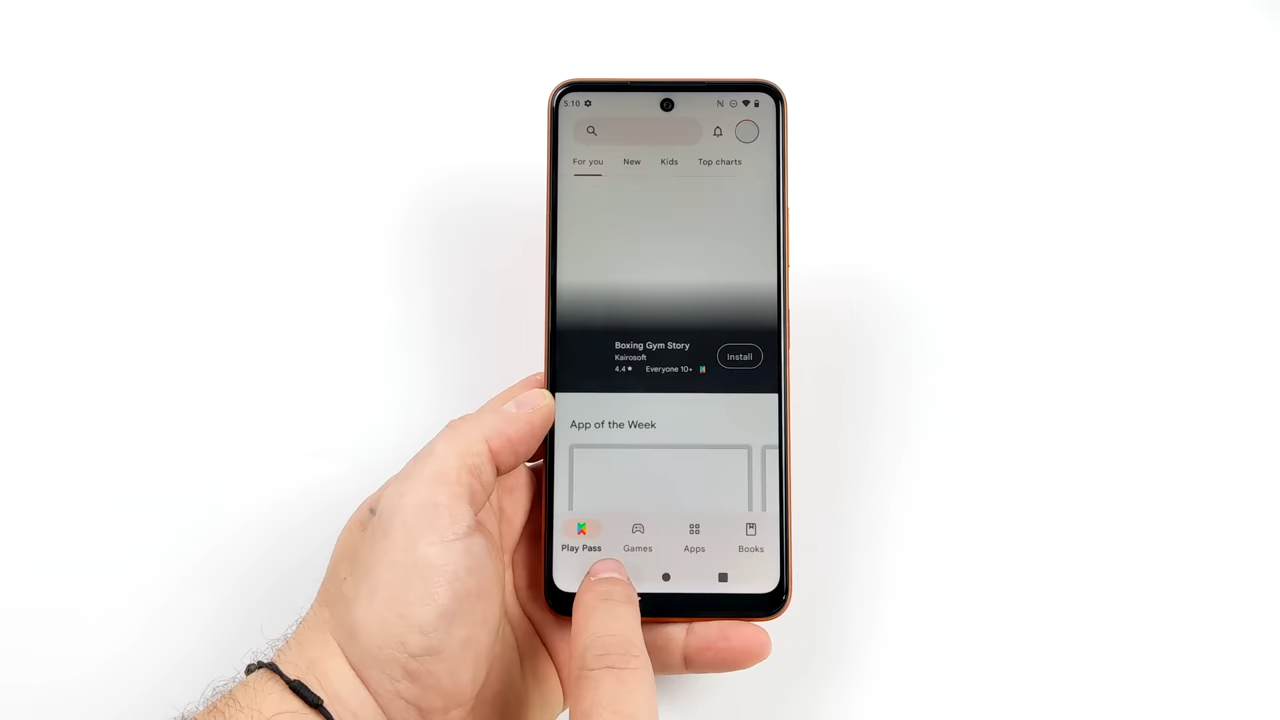 5:10
For you New Kids Top charts
Boxing Gym Story
Kairosoft
4.4★ Everyone 10+
Install
App of the Week
Play Pass Games Apps Books